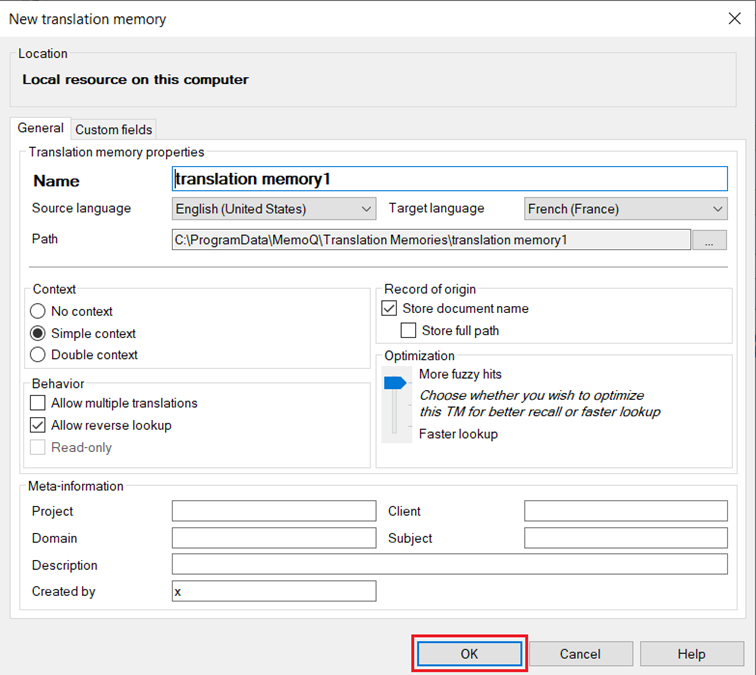 New translation memory
Location
Local resource on this computer
General Custom fields
Translation memory properties
Name translation memory1
Source language English (United States) Target language French (France)
Path C:\ProgramData\MemoQ\Translation Memories\translation memory1 ...
Context
No context
Simple context
Double context
Record of origin
Store document name
Store full path
Behavior
Allow multiple translations
Allow reverse lookup
Read-only
Optimization
More fuzzy hits
Choose whether you wish to optimize
this TM for better recall or faster lookup
Faster lookup
Meta-information
Project Client
Domain Subject
Description
Created by x
OK Cancel Help